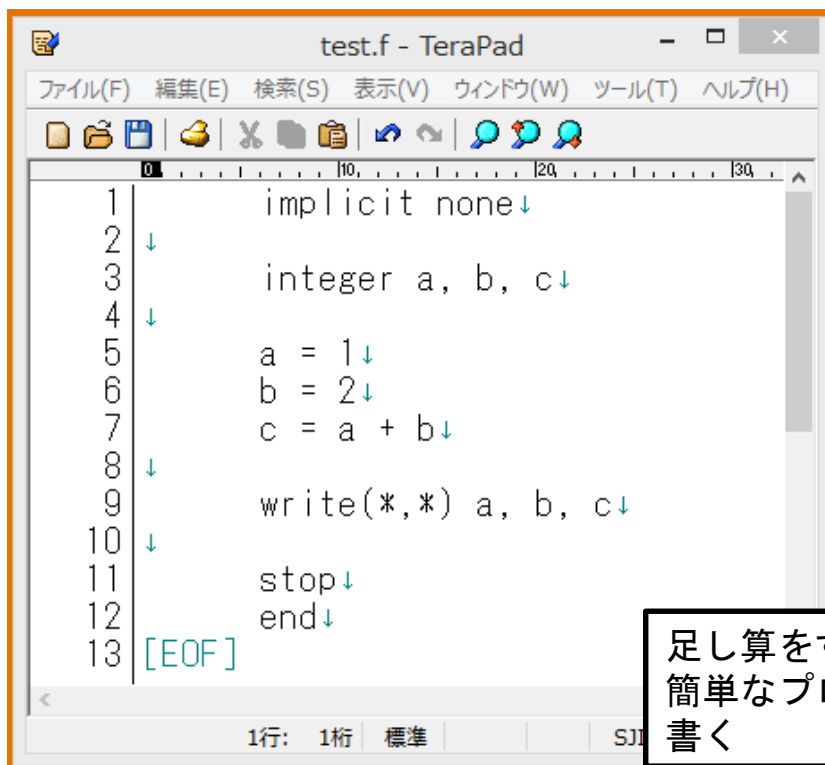 test.f - TeraPad
ファイル(F) 編集(E) 検索(S) 表示(V) ウィンドウ(W) ツール(T) ヘルプ(H)
0 10 20 30
1 implicit none↓
2 ↓
3 integer a, b, c↓
4 ↓
5 a = 1↓
6 b = 2↓
7 c = a + b↓
8 ↓
9 write(*,*) a, b, c↓
10 ↓
11 stop↓
12 end↓
13 [EOF]
1行: 1桁 標準 SJI
足し算を
簡単なプ
書く